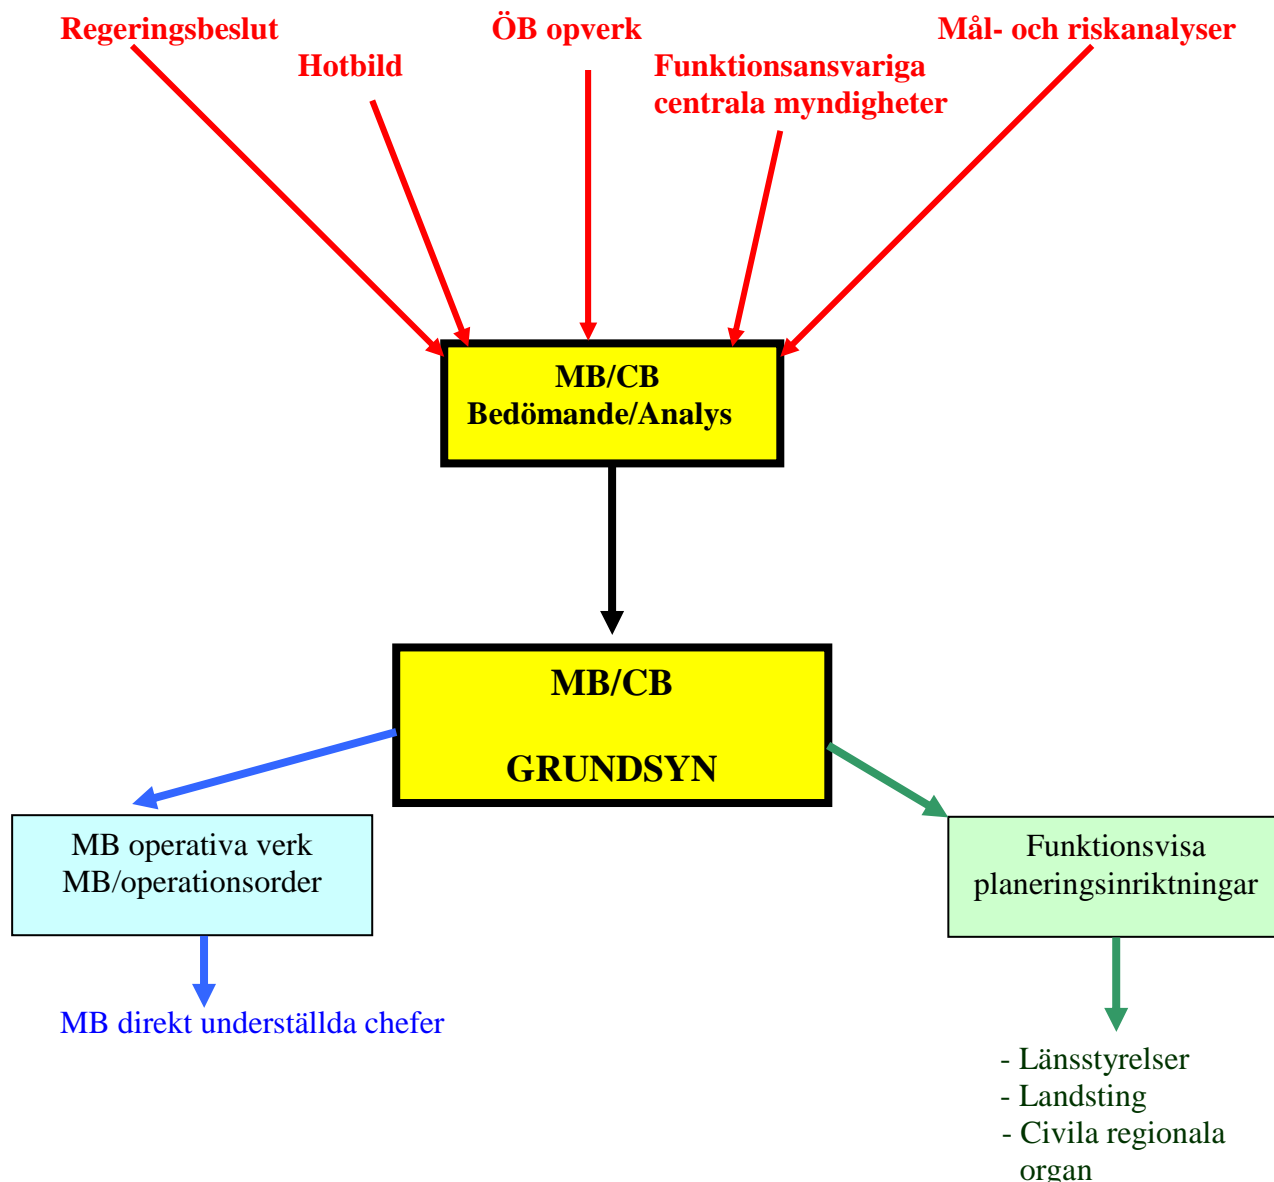 Regeringsbeslut
Hotbild
ÖB opverk
Funktionsansvariga
centrala myndigheter
Mål- och riskanalyser
MB/CB
Bedömande/Analys
MB/CB
GRUNDSYN
MB operativa verk
MB/operationsorder
MB direkt underställda chefer
Funktionsvisa
planeringsinriktningar
- Länsstyrelser
- Landsting
- Civila regionala
organ